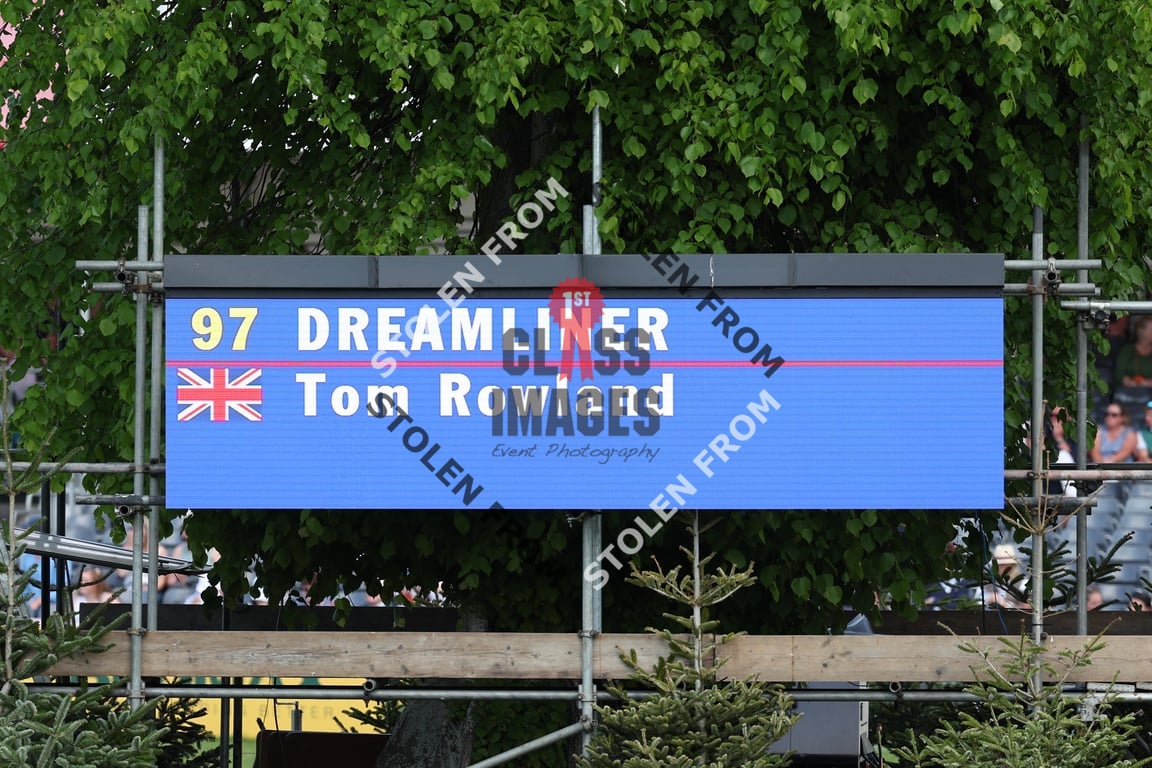 97 DREAMLINER
Tom Rowland
1ST
CLASS
IMAGES
Event Photography
STOLEN FROM
STOLEN FROM
STOLEN FROM
STOLEN FROM